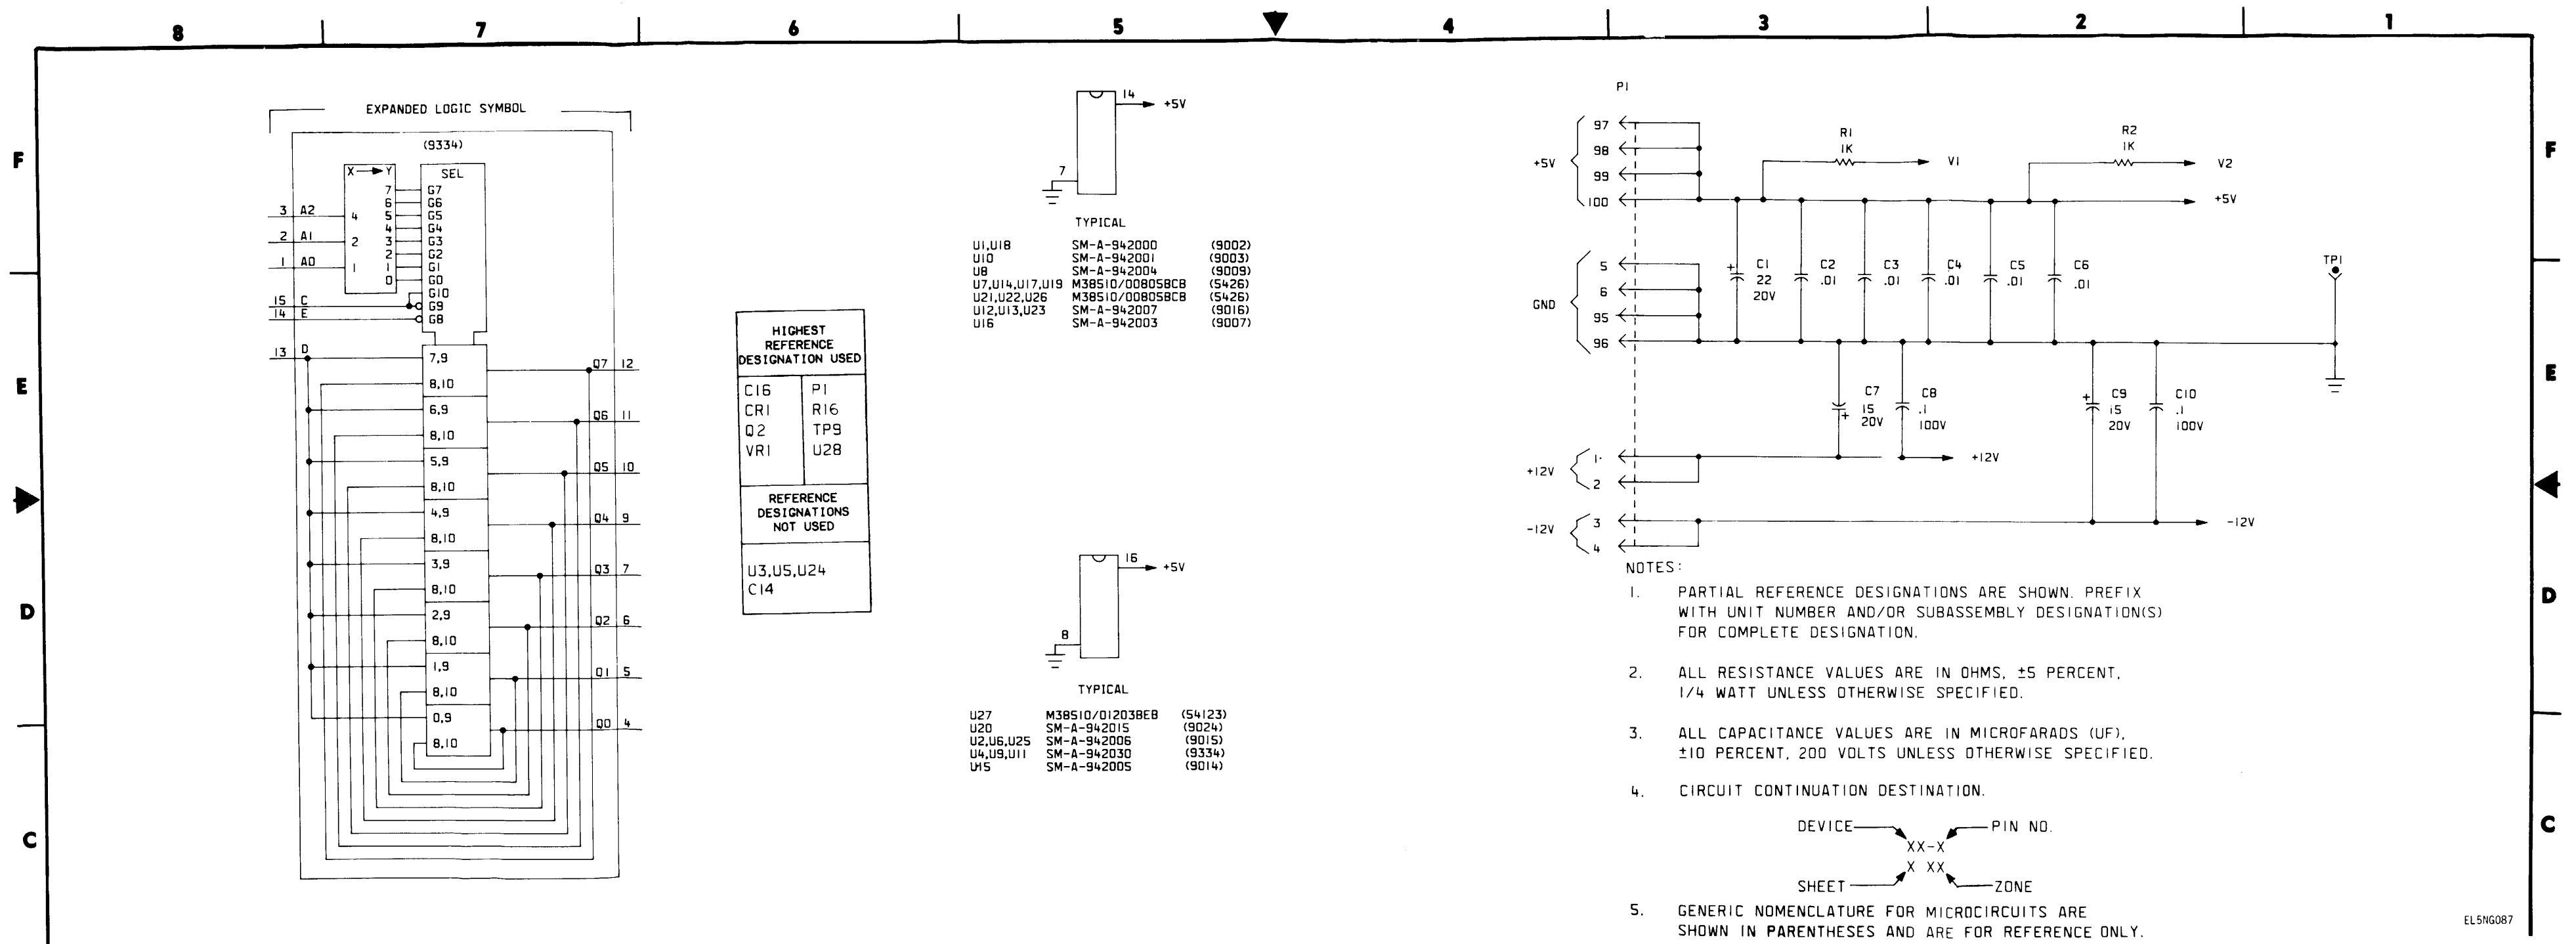 8 7 6 5 4 3 2 1
F
E
D
C
EXPANDED LOGIC SYMBOL
(9334)
X Y
SEL
7 G7
6 G6
3 A2 4 5 G5
4 G4
2 A1 2 3 G3
2 G2
1 A0 1 1 G1
0 G0
G10
15 C G9
14 E G8
13 D 7,9
Q7 12
8,10
6,9
Q6 11
8,10
5,9
Q5 10
8,10
4,9
Q4 9
8,10
3,9
Q3 7
8,10
2,9
Q2 6
8,10
1,9
Q1 5
8,10
0,9
Q0 4
8,10
HIGHEST
REFERENCE
DESIGNATION USED
C16 P1
CR1 R16
Q2 TP9
VR1 U28
REFERENCE
DESIGNATIONS
NOT USED
U3,U5,U24
C14
14 +5V
7
TYPICAL
U1,U18 SM-A-942000 (9002)
U10 SM-A-942001 (9003)
U8 SM-A-942004 (9009)
U7,U14,U17,U19 M38510/00805BCB (5426)
U21,U22,U26 M38510/00805BCB (5426)
U12,U13,U23 SM-A-942007 (9016)
U16 SM-A-942003 (9007)
16 +5V
8
TYPICAL
U27 M38510/01203BEB (54123)
U20 SM-A-942015 (9024)
U2,U6,U25 SM-A-942006 (9015)
U4,U9,U11 SM-A-942030 (9334)
U15 SM-A-942005 (9014)
P1
97
98
+5V
99
100
R1
1K
V1
R2
1K
V2
+5V
5
6
GND
95
96
+ C1
22
20V
C2
.01
C3
.01
C4
.01
C5
.01
C6
.01
TP1
C7
15
+ 20V
C8
.1
100V
+ C9
15
20V
C10
.1
100V
+12V 1
2
+12V
-12V 3
4
-12V
NOTES:
1. PARTIAL REFERENCE DESIGNATIONS ARE SHOWN. PREFIX
WITH UNIT NUMBER AND/OR SUBASSEMBLY DESIGNATION(S)
FOR COMPLETE DESIGNATION.
2. ALL RESISTANCE VALUES ARE IN OHMS, ±5 PERCENT,
1/4 WATT UNLESS OTHERWISE SPECIFIED.
3. ALL CAPACITANCE VALUES ARE IN MICROFARADS (UF),
±10 PERCENT, 200 VOLTS UNLESS OTHERWISE SPECIFIED.
4. CIRCUIT CONTINUATION DESTINATION.
DEVICE PIN NO.
XX-X
X XX
SHEET ZONE
5. GENERIC NOMENCLATURE FOR MICROCIRCUITS ARE
SHOWN IN PARENTHESES AND ARE FOR REFERENCE ONLY.
F
E
D
C
EL5NG087